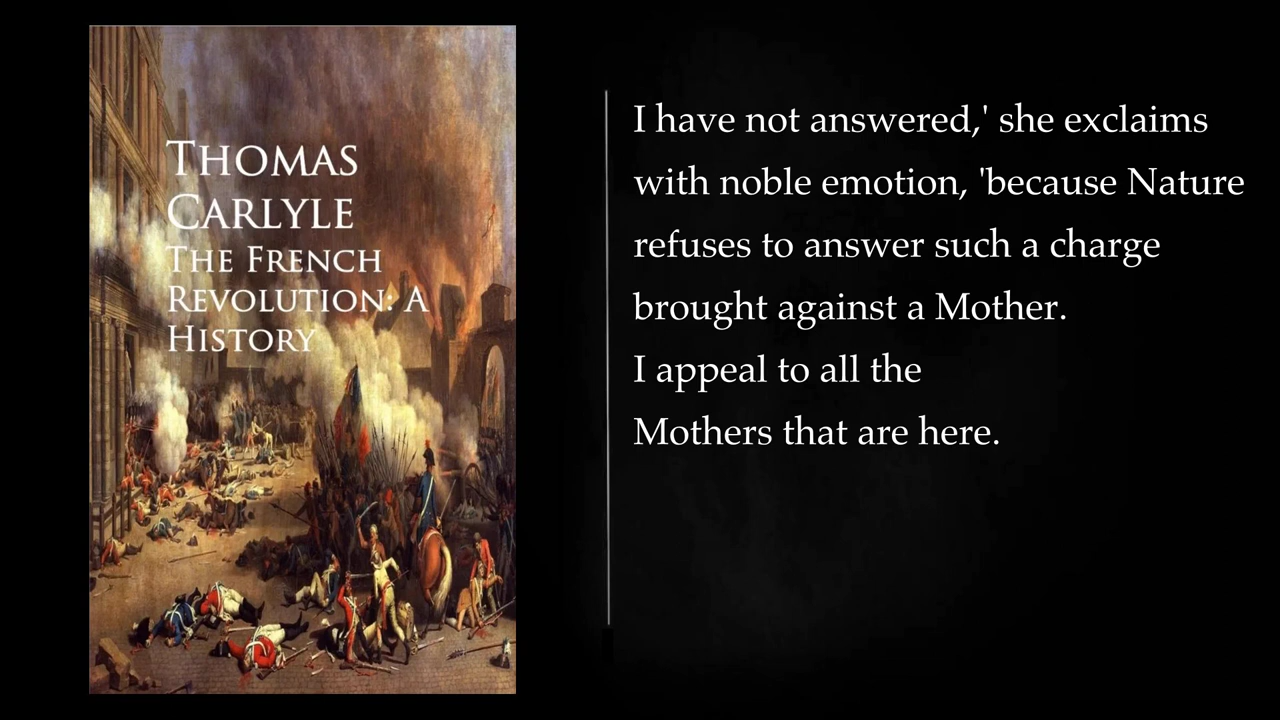 THOMAS
CARLYLE
THE FRENCH
REVOLUTION: A
HISTORY
I have not answered,' she exclaims
with noble emotion, 'because Nature
refuses to answer such a charge
brought against a Mother.
I appeal to all the
Mothers that are here.